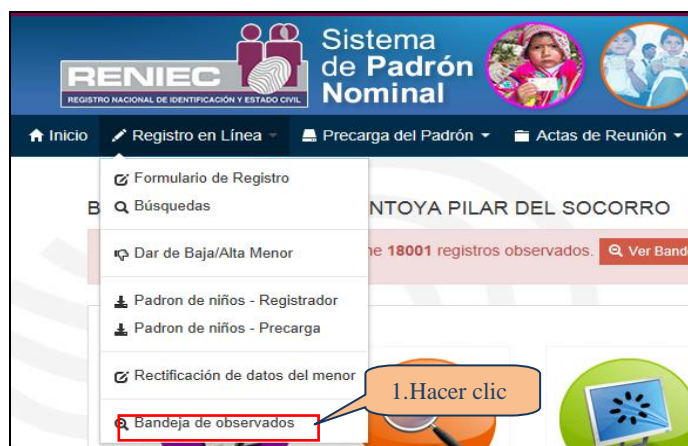 Sistema
de Padrón
Nominal
RENIEC
REGISTRO NACIONAL DE IDENTIFICACIÓN Y ESTADO CIVIL
Inicio Registro en Línea Precarga del Padrón Actas de Reunión
Formulario de Registro
Búsquedas
B NTOYA PILAR DEL SOCORRO
Dar de Baja/Alta Menor
ne 18001 registros observados. Ver Band
Padron de niños - Registrador
Padron de niños - Precarga
Rectificación de datos del menor
1.Hacer clic
Bandeja de observados